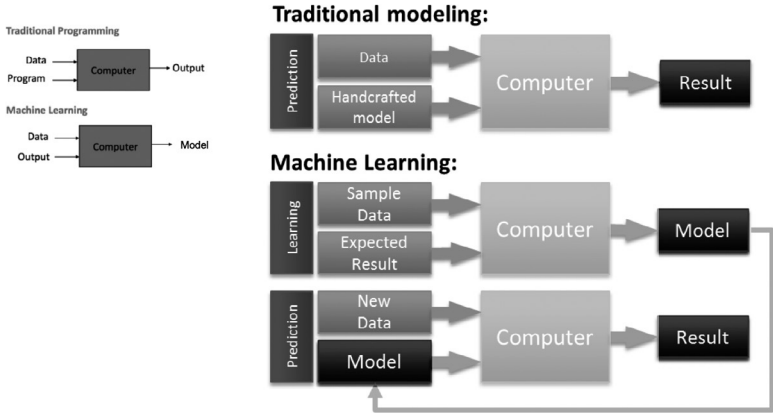 Traditional Programming
Data
Program
Computer
Output
Machine Learning
Data
Output
Computer
Model
Traditional modeling:
Prediction
Data
Handcrafted
model
Computer
Result
Machine Learning:
Learning
Sample
Data
Expected
Result
Computer
Model
Prediction
New
Data
Model
Computer
Result